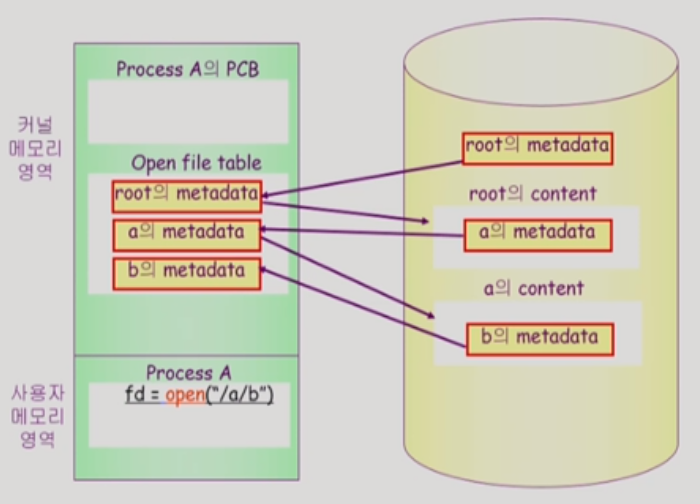 커널
메모리
영역
Process A의 PCB
Open file table
root의 metadata
a의 metadata
b의 metadata
사용자
메모리
영역
Process A
fd = open("/a/b")
root의 metadata
root의 content
a의 metadata
a의 content
b의 metadata